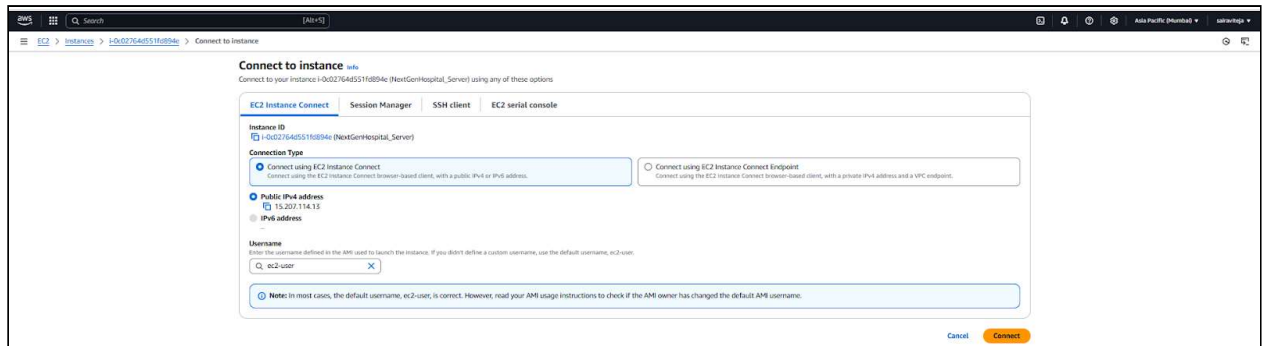 aws
Search
[Alt+S]
Asia Pacific (Mumbai)
sairaviteja
EC2 > Instances > i-0c02764d551fd894e > Connect to instance
Connect to instance Info
Connect to your instance i-0c02764d551fd894e (NextGenHospital_Server) using any of these options
EC2 Instance Connect
Session Manager
SSH client
EC2 serial console
Instance ID
i-0c02764d551fd894e (NextGenHospital_Server)
Connection Type
Connect using EC2 Instance Connect
Connect using the EC2 Instance Connect browser-based client, with a public IPv4 or IPv6 address.
Connect using EC2 Instance Connect Endpoint
Connect using the EC2 Instance Connect browser-based client, with a private IPv4 address and a VPC endpoint.
Public IPv4 address
15.207.114.13
IPv6 address
–
Username
Enter the username defined in the AMI used to launch the instance. If you didn't define a custom username, use the default username, ec2-user.
ec2-user
Note: In most cases, the default username, ec2-user, is correct. However, read your AMI usage instructions to check if the AMI owner has changed the default AMI username.
Cancel
Connect